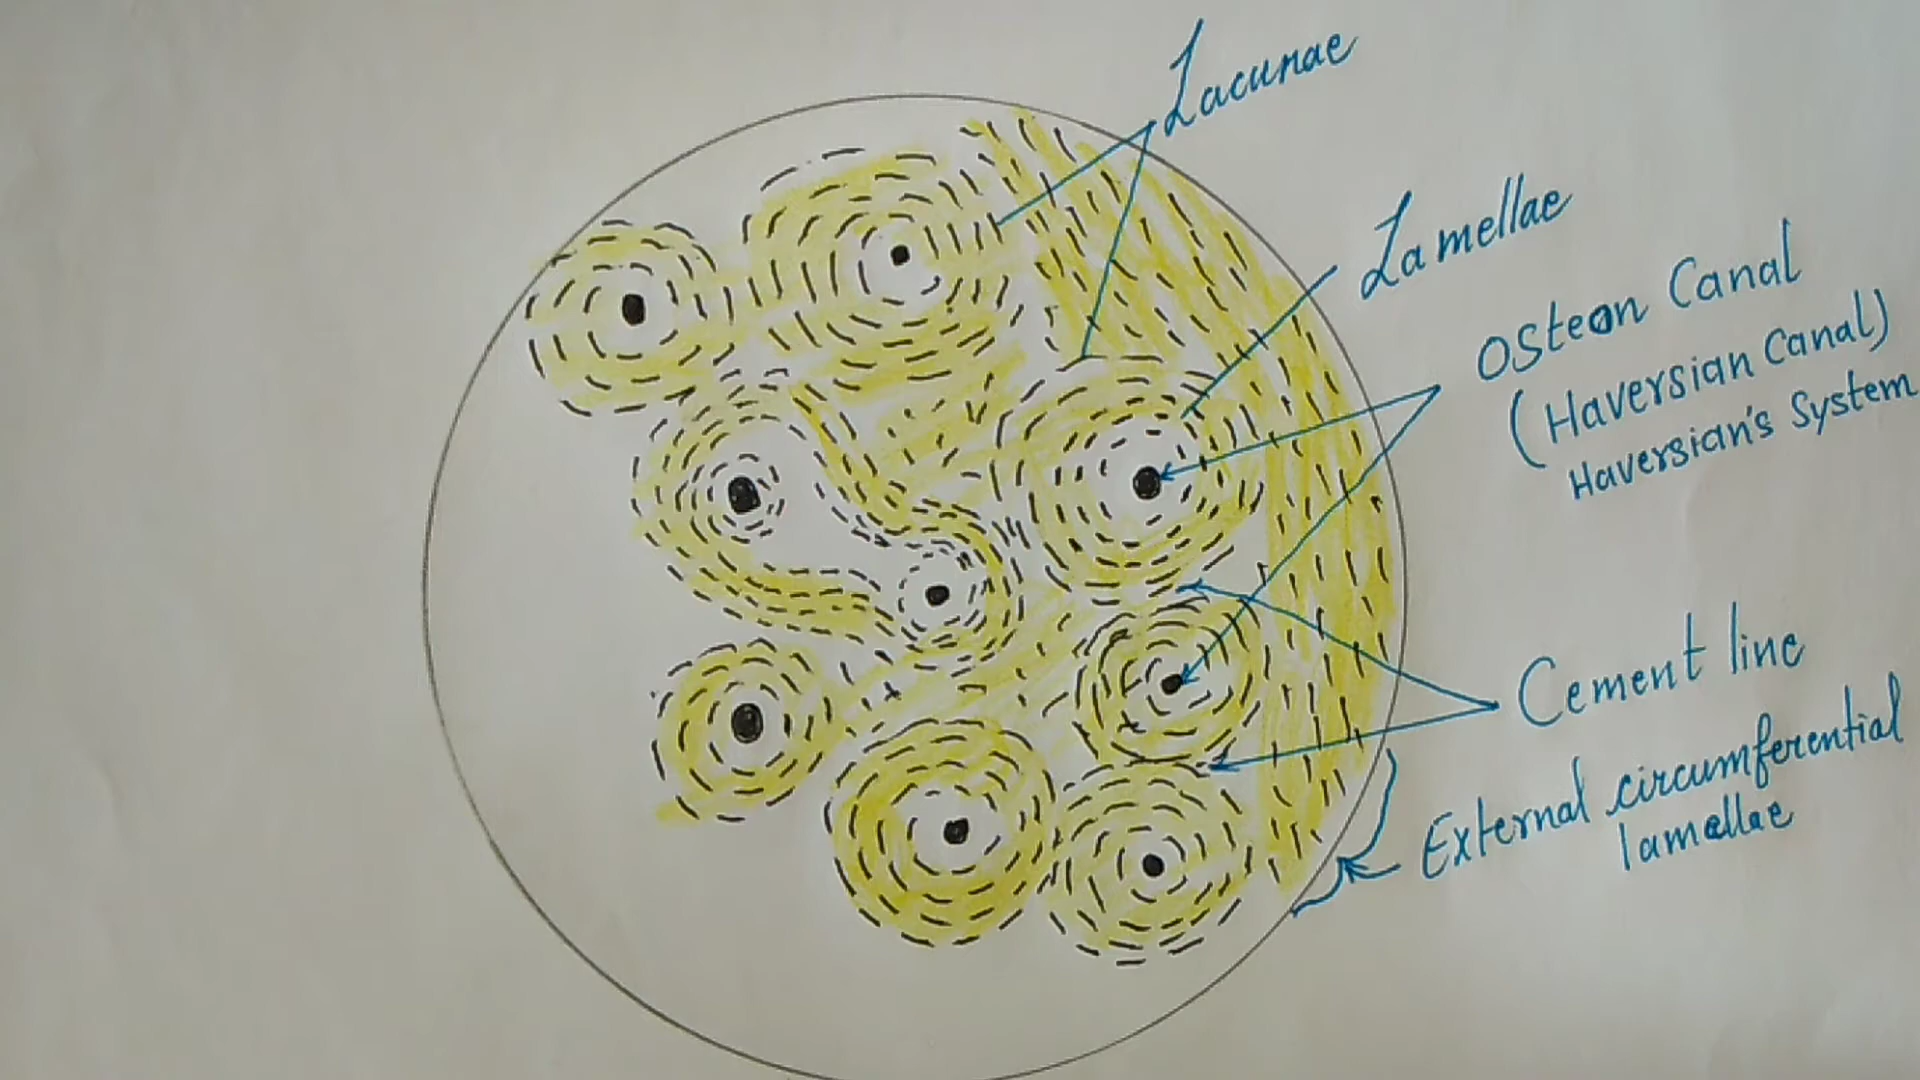 Lacunae
Lamellae
Osteon Canal
(Haversian Canal)
Haversian's System
Cement line
External circumferential
lamellae